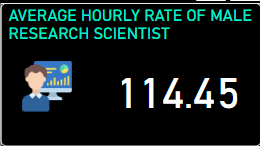 AVERAGE HOURLY RATE OF MALE
RESEARCH SCIENTIST
114.45